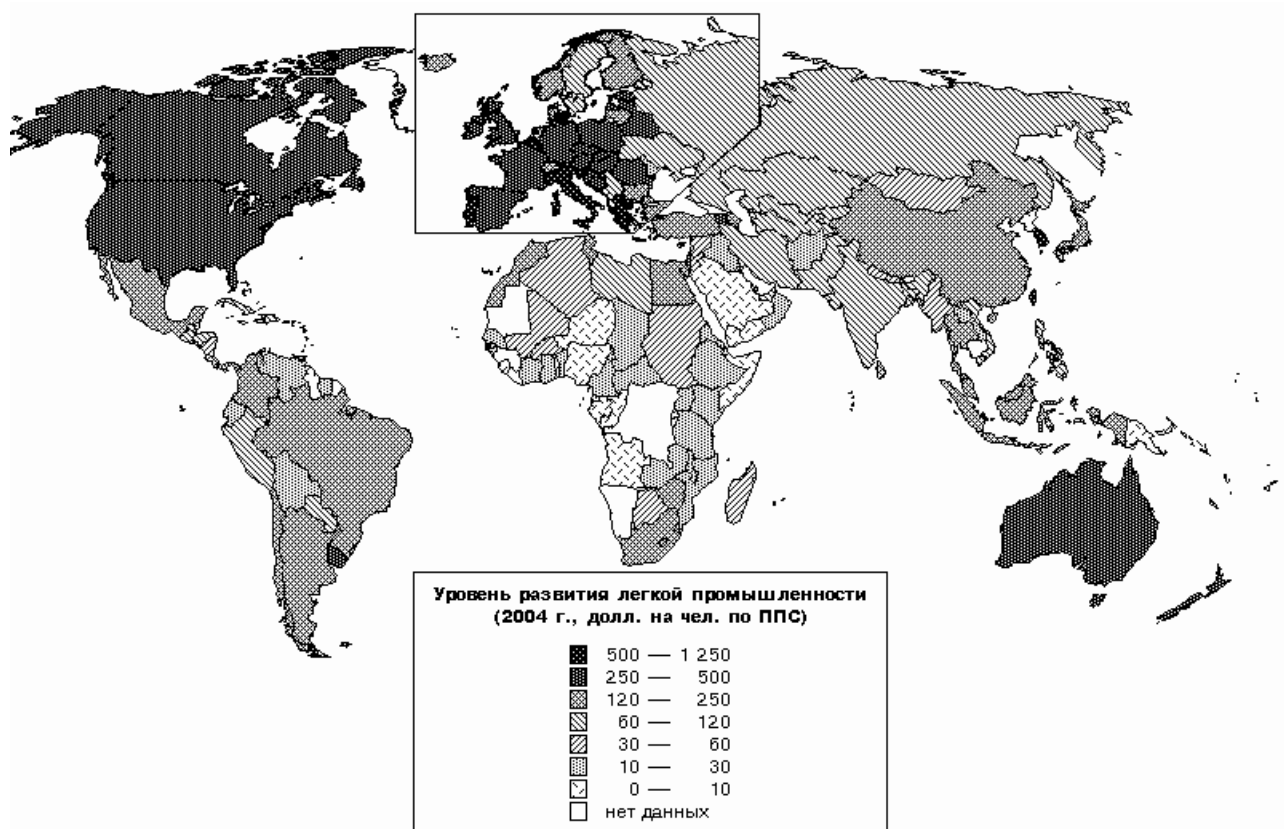 Уровень развития легкой промышленности
(2004 г., долл. на чел. по ППС)
500 — 1 250
250 — 500
120 — 250
60 — 120
30 — 60
10 — 30
0 — 10
нет данных